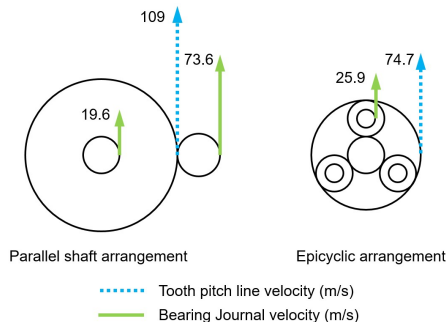 109
73.6
19.6
74.7
25.9
Parallel shaft arrangement
Epicyclic arrangement
Tooth pitch line velocity (m/s)
Bearing Journal velocity (m/s)